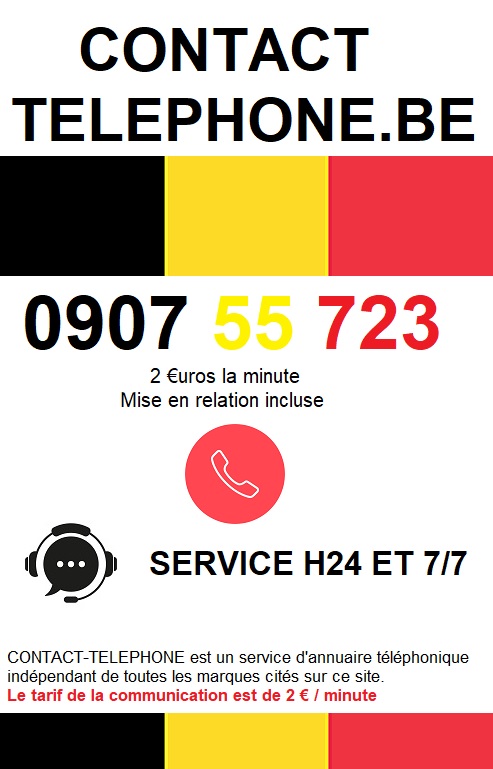 CONTACT
TELEPHONE.BE
0907 55 723
2 €uros la minute
Mise en relation incluse
SERVICE H24 ET 7/7
CONTACT-TELEPHONE est un service d'annuaire téléphonique
indépendant de toutes les marques cités sur ce site.
Le tarif de la communication est de 2 € / minute